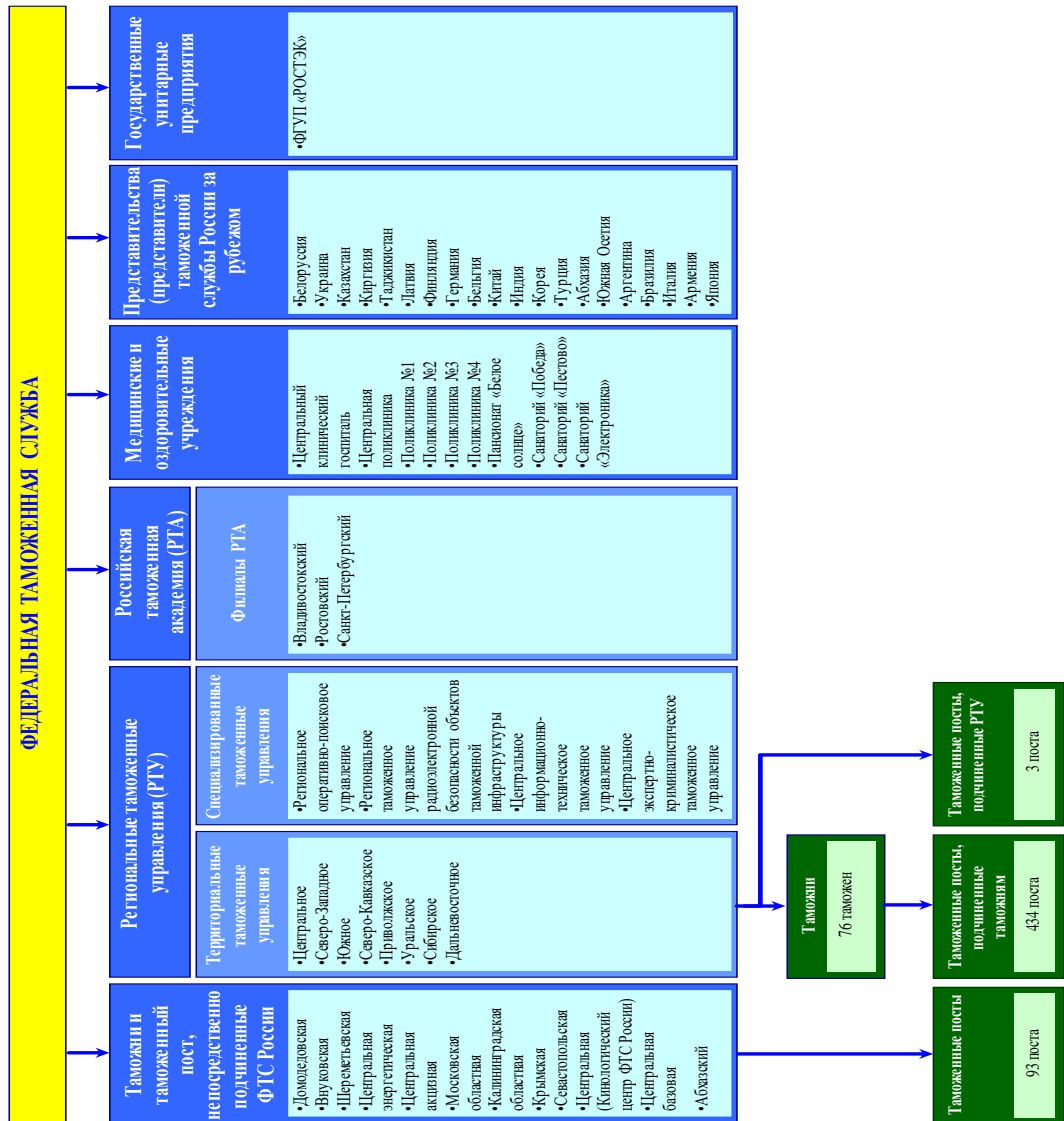 ФЕДЕРАЛЬНАЯ ТАМОЖЕННАЯ СЛУЖБА
Таможни и
таможенный
пост,
непосредственно
подчиненные
ФТС России
•Домодедовская
•Внуковская
•Шереметьевская
•Центральная
энергетическая
•Центральная
акцизная
•Московская
областная
•Калининградская
областная
•Крымская
•Севастопольская
•Центральная
(Кинологический
центр ФТС России)
•Центральная
базовая
•Абхазский
Таможенные посты
93 поста
Региональные таможенные
управления (РТУ)
Территориальные
таможенные
управления
•Центральное
•Северо-Западное
•Южное
•Северо-Кавказское
•Приволжское
•Уральское
•Сибирское
•Дальневосточное
Специализированные
таможенные
управления
•Региональное
оперативно-поисковое
управление
•Региональное
таможенное
управление
радиоэлектронной
безопасности объектов
таможенной
инфраструктуры
•Центральное
информационно-
техническое
таможенное
управление
•Центральное
экспертно-
криминалистическое
таможенное
управление
Таможни
76 таможен
Таможенные посты,
подчиненные
таможням
434 поста
Таможенные посты,
подчиненные РТУ
3 поста
Российская
таможенная
академия (РТА)
Филиалы РТА
•Владивостокский
•Ростовский
•Санкт-Петербургский
Медицинские и
оздоровительные
учреждения
•Центральный
клинический
госпиталь
•Центральная
поликлиника
•Поликлиника №1
•Поликлиника №2
•Поликлиника №3
•Поликлиника №4
•Пансионат «Белое
солнце»
•Санаторий «Победа»
•Санаторий «Пестово»
•Санаторий
«Электроника»
Представительства
(представители)
таможенной
службы России за
рубежом
•Белоруссия
•Украина
•Казахстан
•Киргизия
•Таджикистан
•Латвия
•Финляндия
•Германия
•Бельгия
•Китай
•Индия
•Корея
•Турция
•Абхазия
•Южная Осетия
•Аргентина
•Бразилия
•Италия
•Армения
•Япония
Государственные
унитарные
предприятия
•ФГУП «РОСТЭК»